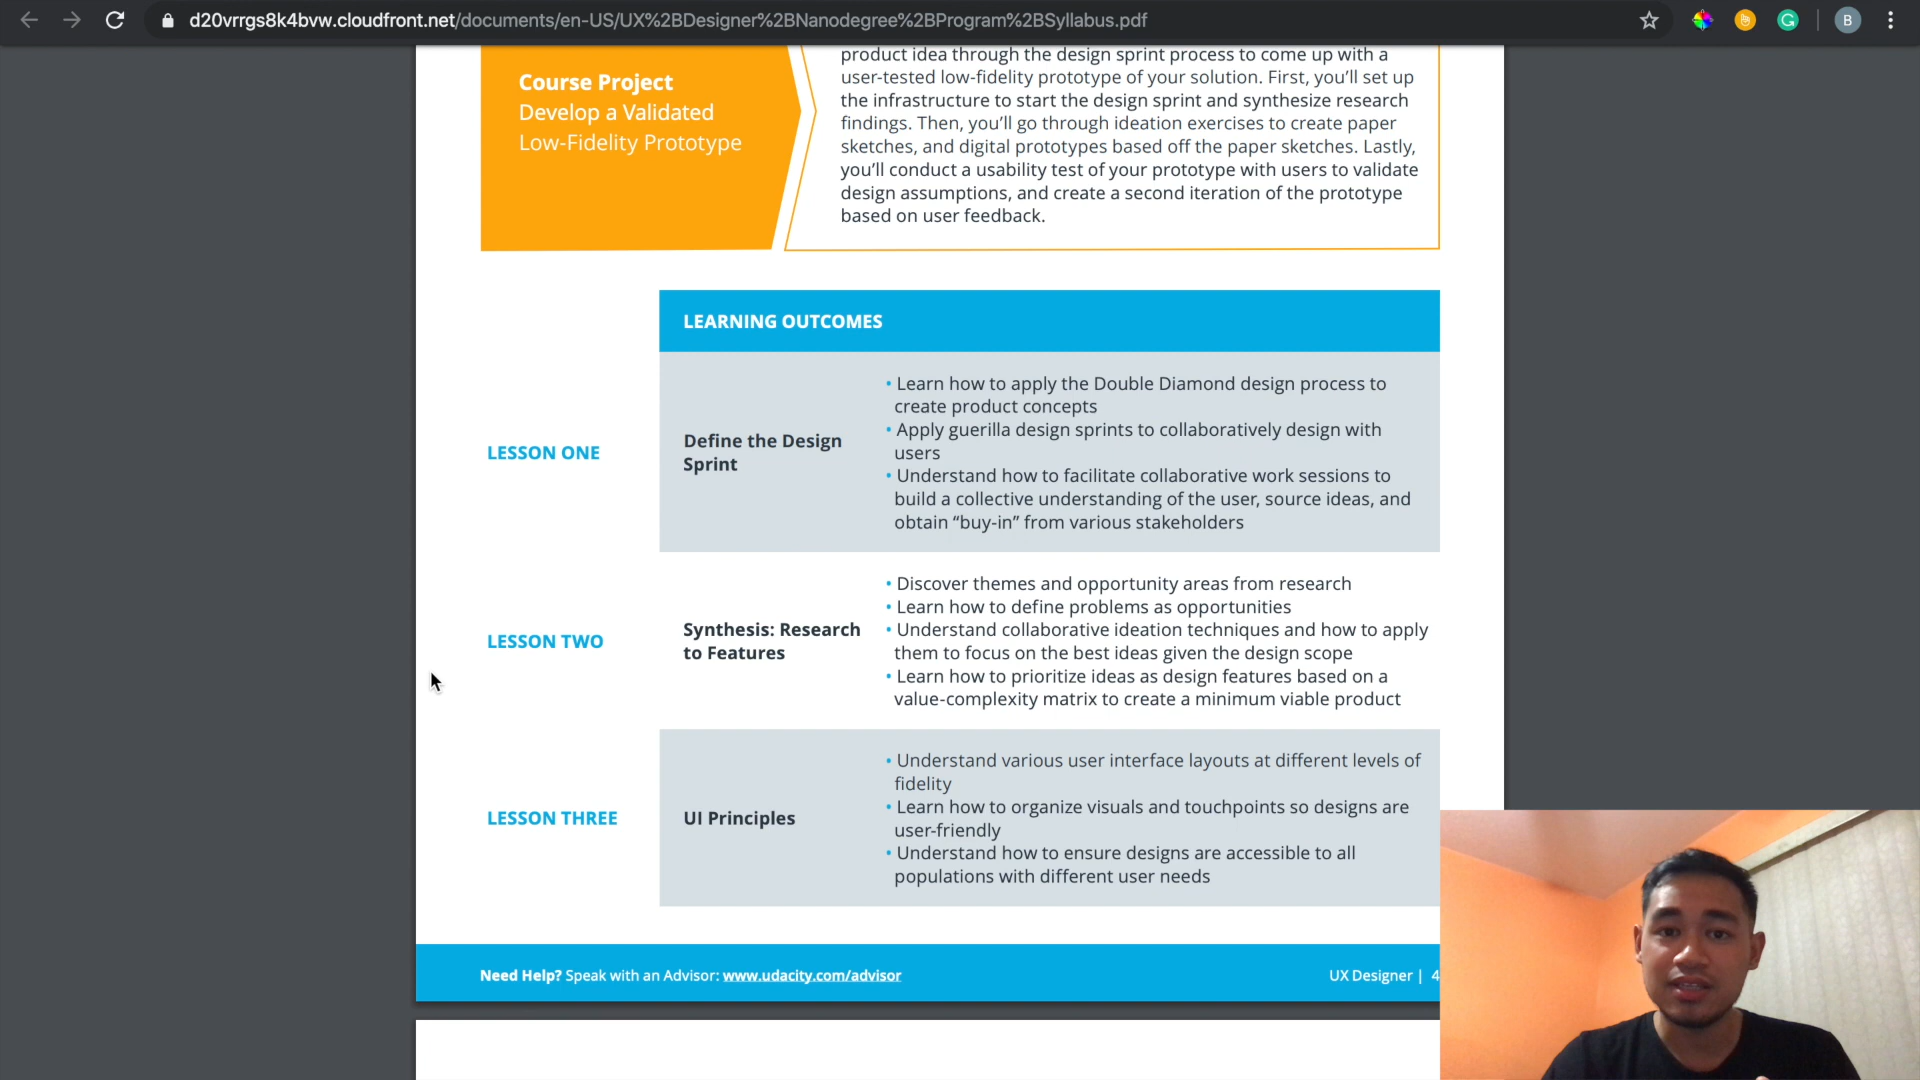 d20vrrgs8k4bvw.cloudfront.net/documents/en-US/UX%2BDesigner%2BNanodegree%2BProgram%2BSyllabus.pdf
B
Course Project
Develop a Validated
Low-Fidelity Prototype
product idea through the design sprint process to come up with a
user-tested low-fidelity prototype of your solution. First, you’ll set up
the infrastructure to start the design sprint and synthesize research
findings. Then, you’ll go through ideation exercises to create paper
sketches, and digital prototypes based off the paper sketches. Lastly,
you’ll conduct a usability test of your prototype with users to validate
design assumptions, and create a second iteration of the prototype
based on user feedback.
LEARNING OUTCOMES
LESSON ONE
Define the Design
Sprint
• Learn how to apply the Double Diamond design process to
create product concepts
• Apply guerilla design sprints to collaboratively design with
users
• Understand how to facilitate collaborative work sessions to
build a collective understanding of the user, source ideas, and
obtain “buy-in” from various stakeholders
LESSON TWO
Synthesis: Research
to Features
• Discover themes and opportunity areas from research
• Learn how to define problems as opportunities
• Understand collaborative ideation techniques and how to apply
them to focus on the best ideas given the design scope
• Learn how to prioritize ideas as design features based on a
value-complexity matrix to create a minimum viable product
LESSON THREE
UI Principles
• Understand various user interface layouts at different levels of
fidelity
• Learn how to organize visuals and touchpoints so designs are
user-friendly
• Understand how to ensure designs are accessible to all
populations with different user needs
Need Help? Speak with an Advisor: www.udacity.com/advisor
UX Designer | 4